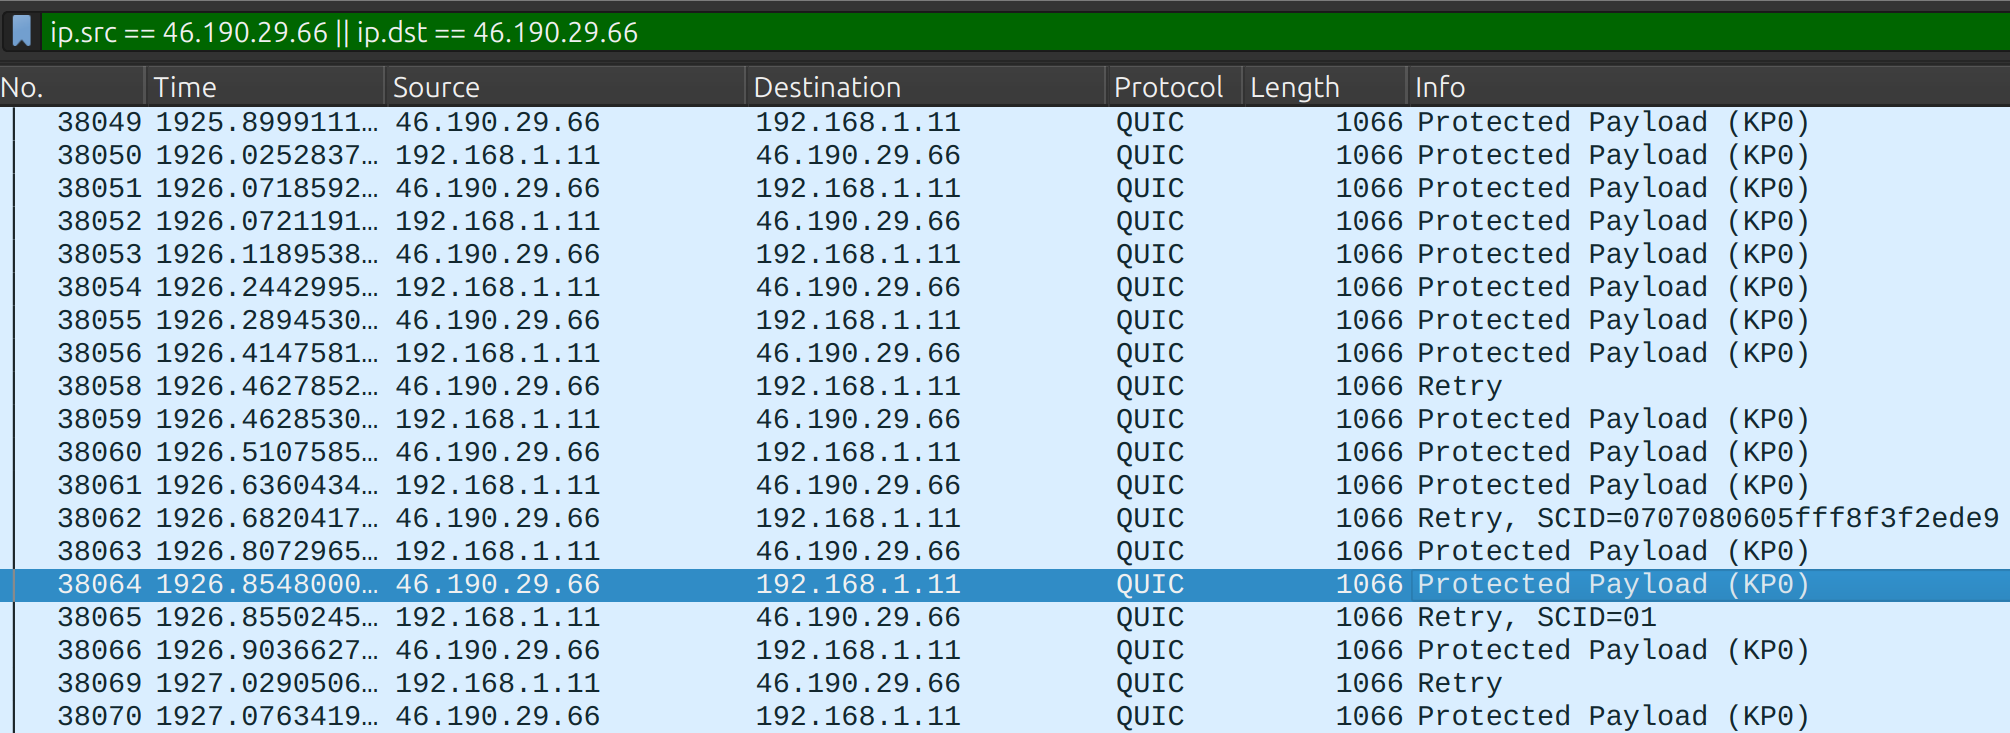 ip.src == 46.190.29.66 || ip.dst == 46.190.29.66
No. Time Source Destination Protocol Length Info
38049 1925.8999111… 46.190.29.66 192.168.1.11 QUIC 1066 Protected Payload (KP0)
38050 1926.0252837… 192.168.1.11 46.190.29.66 QUIC 1066 Protected Payload (KP0)
38051 1926.0718592… 46.190.29.66 192.168.1.11 QUIC 1066 Protected Payload (KP0)
38052 1926.0721191… 192.168.1.11 46.190.29.66 QUIC 1066 Protected Payload (KP0)
38053 1926.1189538… 46.190.29.66 192.168.1.11 QUIC 1066 Protected Payload (KP0)
38054 1926.2442995… 192.168.1.11 46.190.29.66 QUIC 1066 Protected Payload (KP0)
38055 1926.2894530… 46.190.29.66 192.168.1.11 QUIC 1066 Protected Payload (KP0)
38056 1926.4147581… 192.168.1.11 46.190.29.66 QUIC 1066 Protected Payload (KP0)
38058 1926.4627852… 46.190.29.66 192.168.1.11 QUIC 1066 Retry
38059 1926.4628530… 192.168.1.11 46.190.29.66 QUIC 1066 Protected Payload (KP0)
38060 1926.5107585… 46.190.29.66 192.168.1.11 QUIC 1066 Protected Payload (KP0)
38061 1926.6360434… 192.168.1.11 46.190.29.66 QUIC 1066 Protected Payload (KP0)
38062 1926.6820417… 46.190.29.66 192.168.1.11 QUIC 1066 Retry, SCID=0707080605fff8f3f2ede9
38063 1926.8072965… 192.168.1.11 46.190.29.66 QUIC 1066 Protected Payload (KP0)
38064 1926.8548000… 46.190.29.66 192.168.1.11 QUIC 1066 Protected Payload (KP0)
38065 1926.8550245… 192.168.1.11 46.190.29.66 QUIC 1066 Retry, SCID=01
38066 1926.9036627… 46.190.29.66 192.168.1.11 QUIC 1066 Protected Payload (KP0)
38069 1927.0290506… 192.168.1.11 46.190.29.66 QUIC 1066 Retry
38070 1927.0763419… 46.190.29.66 192.168.1.11 QUIC 1066 Protected Payload (KP0)